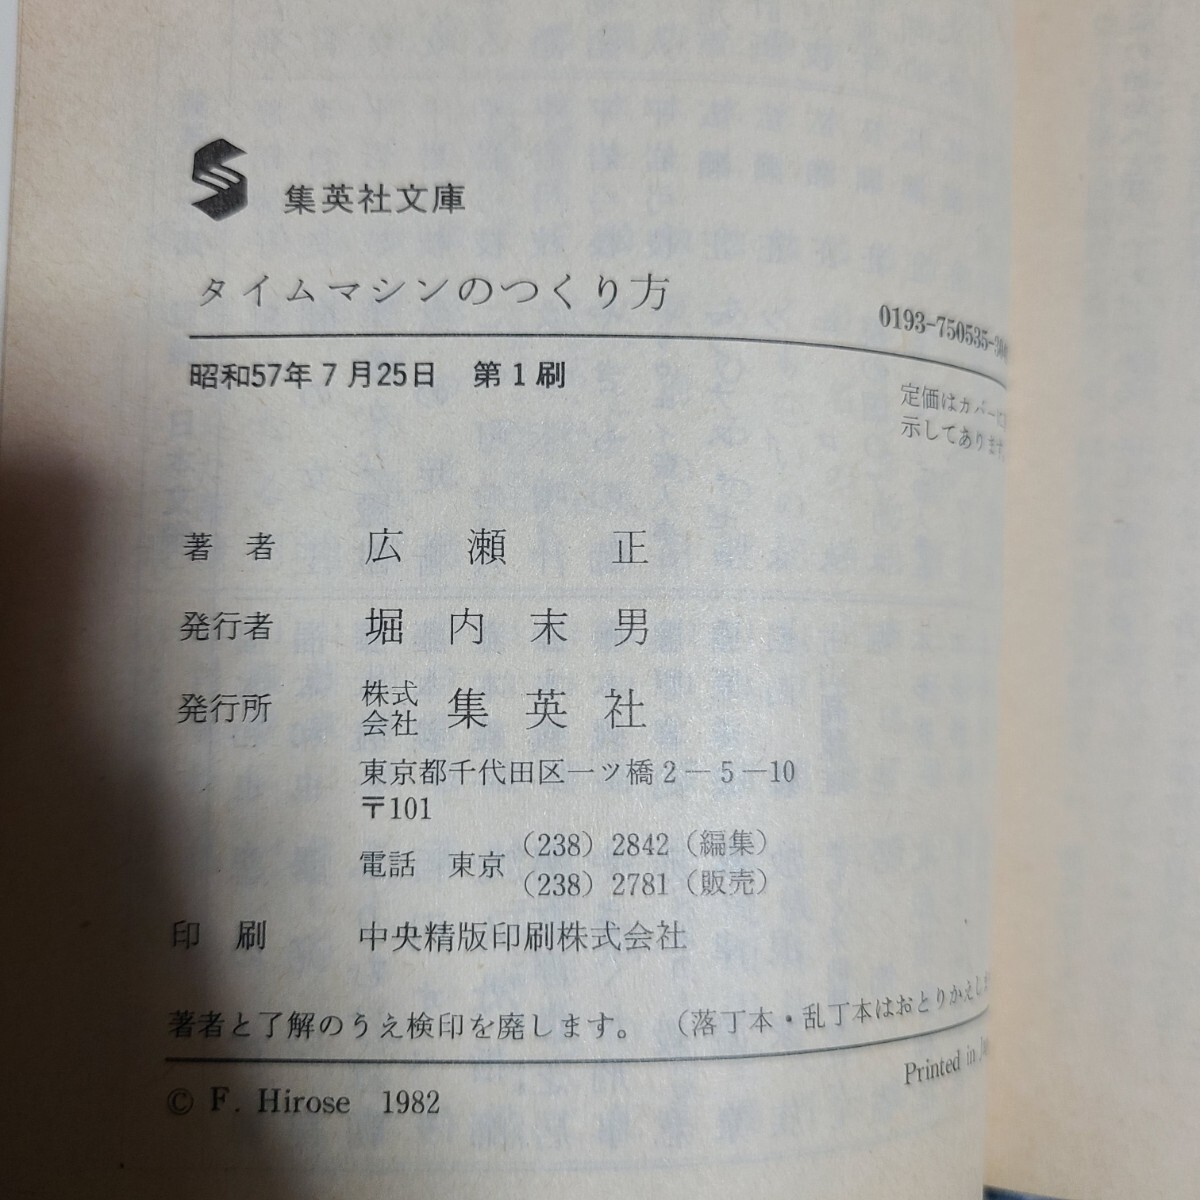 集英社文庫
タイムマシンのつくり方
0193-750535-
昭和57年7月25日 第1刷
定価はカバーに
示してあります
著者 広瀬正
発行者 堀内末男
発行所 株式会社 集英社
東京都千代田区一ツ橋2-5-10
〒101
電話 東京 (238) 2842 (編集)
(238) 2781 (販売)
印刷 中央精版印刷株式会社
著者と了解のうえ検印を廃します。 (落丁本・乱丁本はおとりかえし
Printed in
© F. Hirose 1982